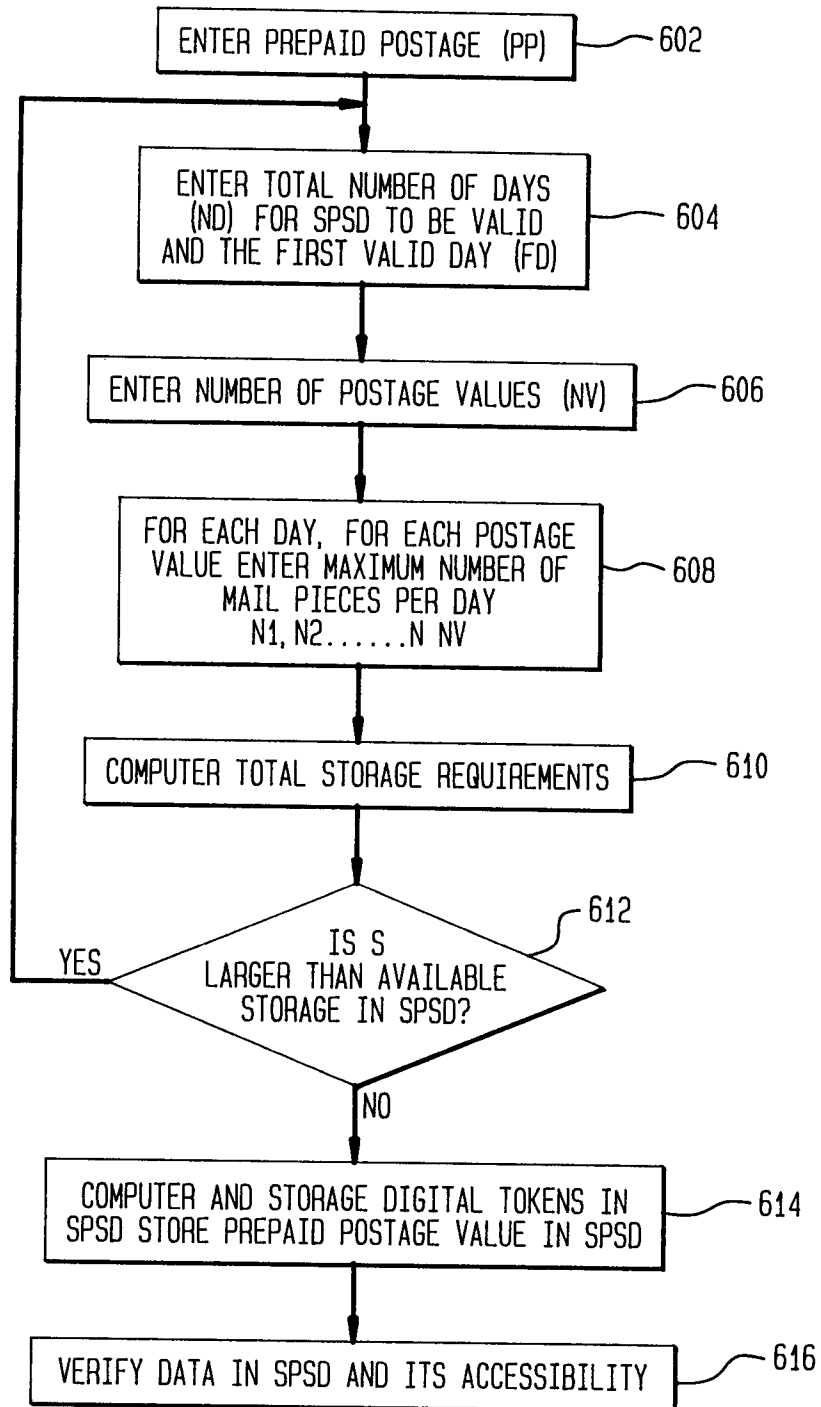 ENTER PREPAID POSTAGE (PP)
602
ENTER TOTAL NUMBER OF DAYS
(ND) FOR SPSD TO BE VALID
AND THE FIRST VALID DAY (FD)
604
ENTER NUMBER OF POSTAGE VALUES (NV)
606
FOR EACH DAY, FOR EACH POSTAGE
VALUE ENTER MAXIMUM NUMBER OF
MAIL PIECES PER DAY
N1, N2......N NV
608
COMPUTER TOTAL STORAGE REQUIREMENTS
610
612
IS S
LARGER THAN AVAILABLE
STORAGE IN SPSD?
YES
NO
COMPUTER AND STORAGE DIGITAL TOKENS IN
SPSD STORE PREPAID POSTAGE VALUE IN SPSD
614
VERIFY DATA IN SPSD AND ITS ACCESSIBILITY
616